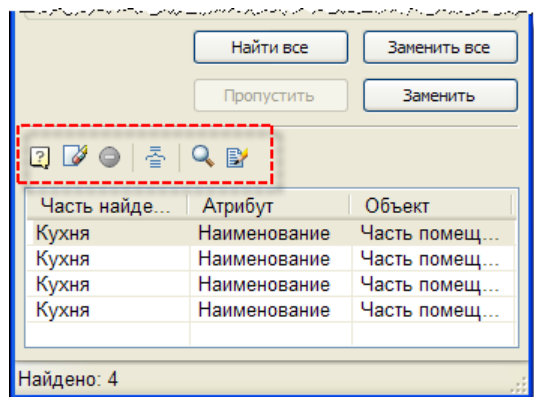 Найти все Заменить все
Пропустить Заменить
Часть найде... Атрибут Объект
Кухня Наименование Часть помещ...
Кухня Наименование Часть помещ...
Кухня Наименование Часть помещ...
Кухня Наименование Часть помещ...
Найдено: 4